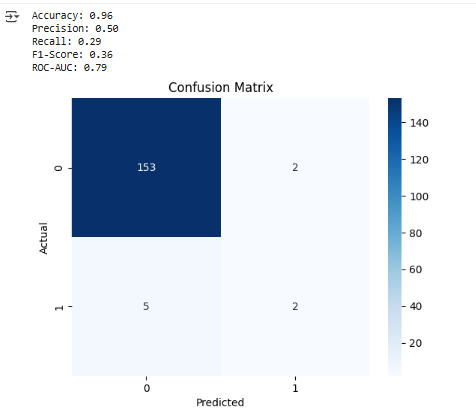 Accuracy: 0.96
Precision: 0.50
Recall: 0.29
F1-Score: 0.36
ROC-AUC: 0.79
Confusion Matrix
Actual
0
153
2
1
5
2
0
1
Predicted
140
120
100
80
60
40
20